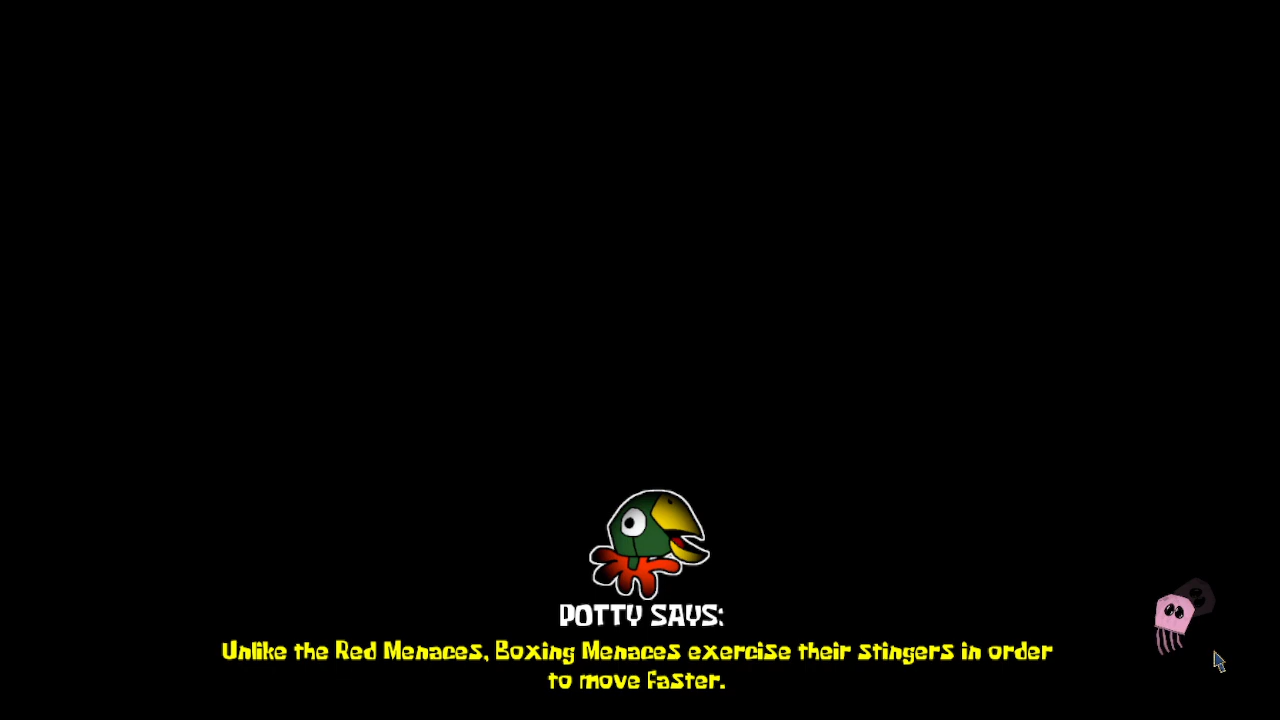 POTTY SAYS:
Unlike the Red Menaces, Boxing Menaces exercise their stingers in order
to move faster.